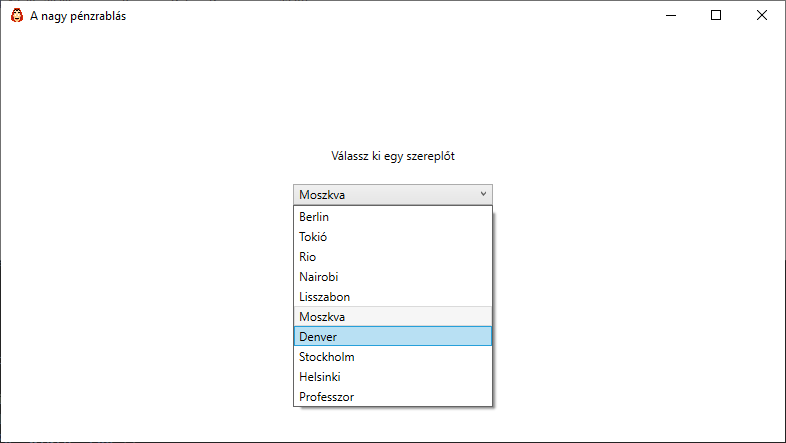 A nagy pénzrablás
Válassz ki egy szereplőt
Moszkva
Berlin
Tokió
Rio
Nairobi
Lisszabon
Moszkva
Denver
Stockholm
Helsinki
Professzor